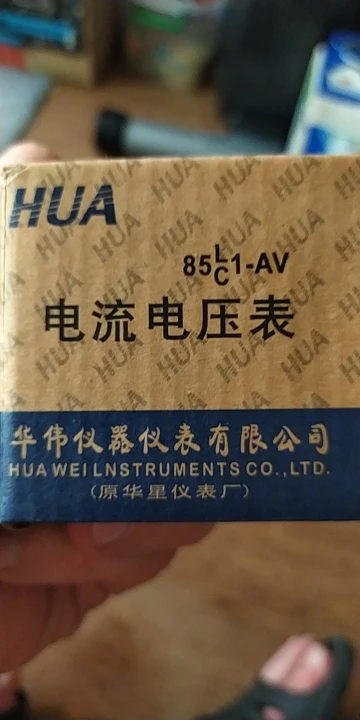 HUA
85L/C1-AV
电流电压表
华伟仪器仪表有限公司
HUA WEI LNSTRUMENTS CO.,LTD.
(原华星仪表厂)